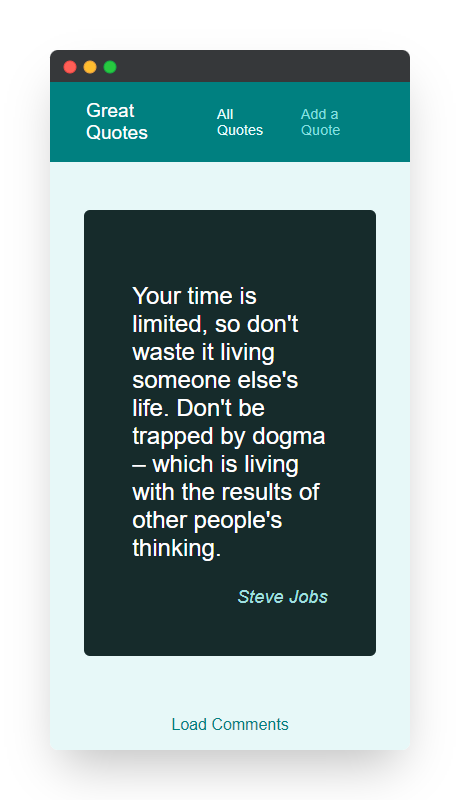 Great
Quotes
All
Quotes
Add a
Quote
Your time is
limited, so don't
waste it living
someone else's
life. Don't be
trapped by dogma
– which is living
with the results of
other people's
thinking.
Steve Jobs
Load Comments